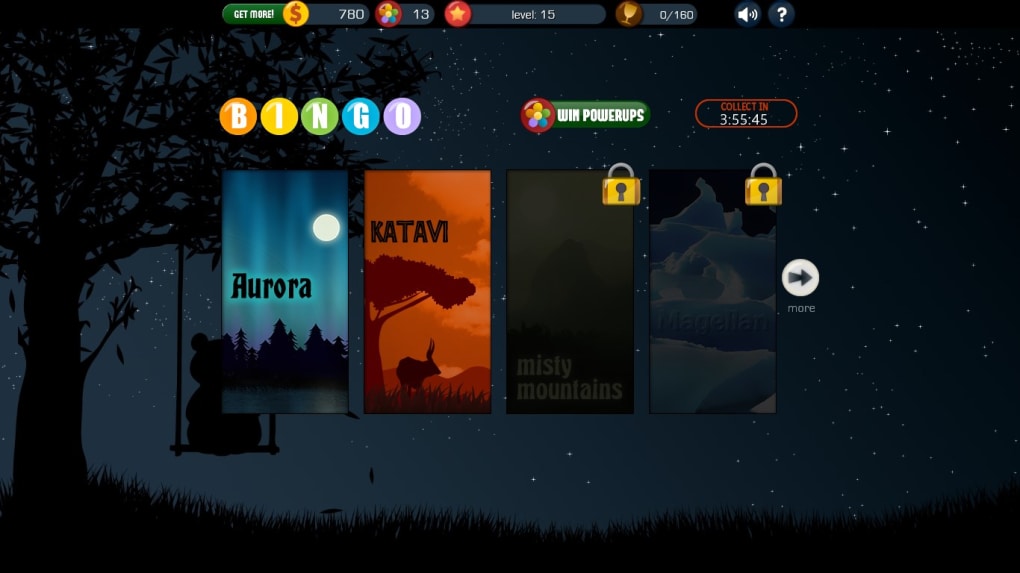 GET MORE!
$
780
13
level: 15
0/160
?
BINGO
WIN POWERUPS
COLLECT IN
3:55:45
Aurora
KATAVI
misty
mountains
Magellan
more